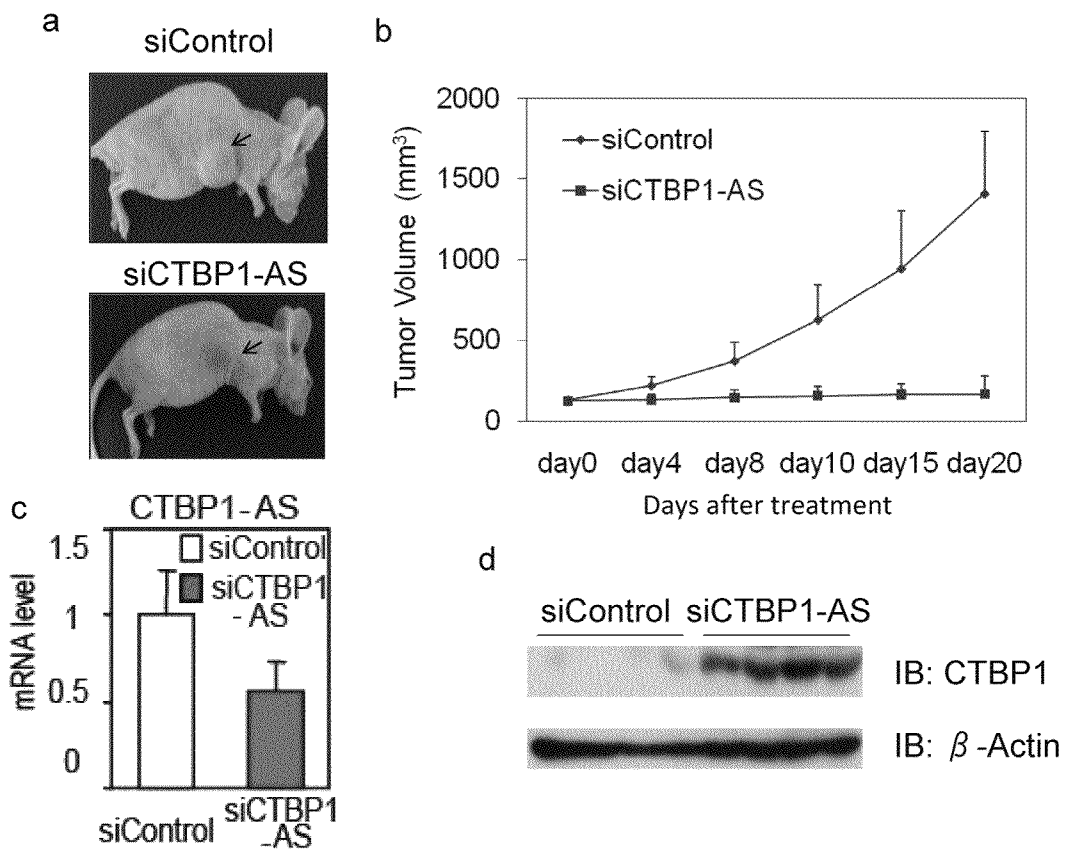 a
siControl
siCTBP1-AS
b
2000
1500
1000
500
0
Tumor Volume (mm³)
siControl
siCTBP1-AS
day0 day4 day8 day10 day15 day20
Days after treatment
c
CTBP1-AS
1.5
1
0.5
0
mRNA level
siControl
siCTBP1
-AS
siControl
siCTBP1
-AS
d
siControl siCTBP1-AS
IB: CTBP1
IB: β-Actin